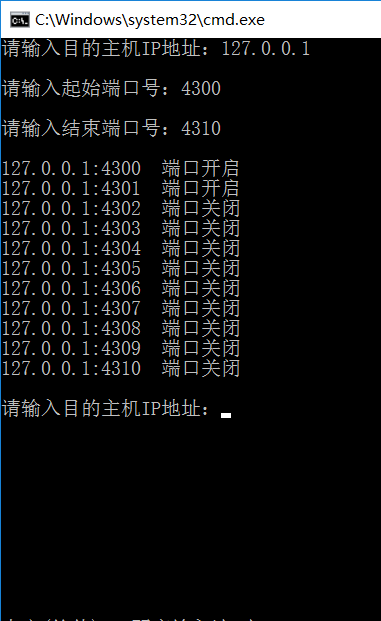 C:\Windows\system32\cmd.exe
请输入目的主机IP地址：127.0.0.1
请输入起始端口号：4300
请输入结束端口号：4310
127.0.0.1:4300 端口开启
127.0.0.1:4301 端口开启
127.0.0.1:4302 端口关闭
127.0.0.1:4303 端口关闭
127.0.0.1:4304 端口关闭
127.0.0.1:4305 端口关闭
127.0.0.1:4306 端口关闭
127.0.0.1:4307 端口关闭
127.0.0.1:4308 端口关闭
127.0.0.1:4309 端口关闭
127.0.0.1:4310 端口关闭
请输入目的主机IP地址：